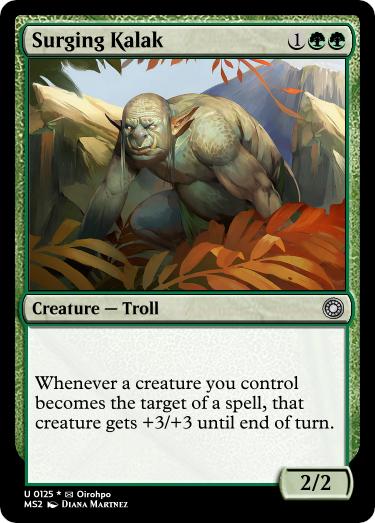 Surging Kalak 1
Creature — Troll
Whenever a creature you control
becomes the target of a spell, that
creature gets +3/+3 until end of turn.
2/2
U 0125 * Oirohpo
MS2 Diana Martnez